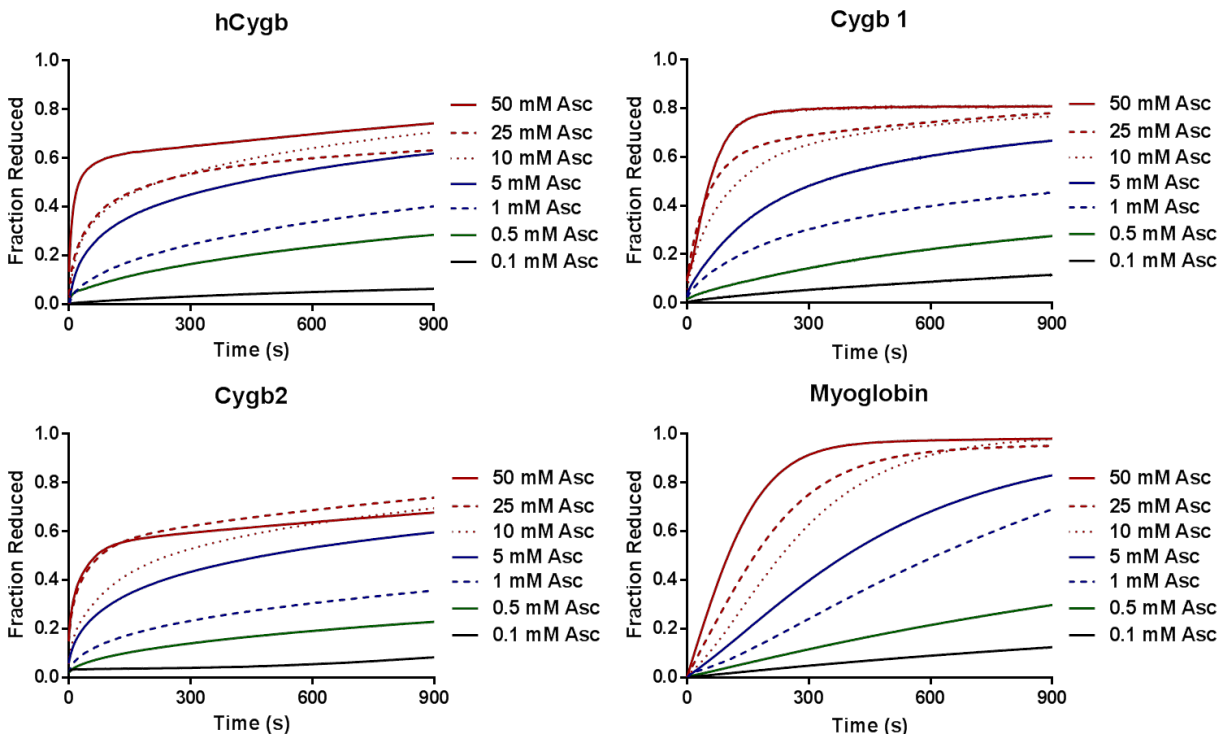 hCygb
Fraction Reduced
1.0
0.8
0.6
0.4
0.2
0.0
0
300
600
900
Time (s)
50 mM Asc
25 mM Asc
10 mM Asc
5 mM Asc
1 mM Asc
0.5 mM Asc
0.1 mM Asc
Cygb 1
Fraction Reduced
1.0
0.8
0.6
0.4
0.2
0.0
0
300
600
900
Time (s)
50 mM Asc
25 mM Asc
10 mM Asc
5 mM Asc
1 mM Asc
0.5 mM Asc
0.1 mM Asc
Cygb2
Fraction Reduced
1.0
0.8
0.6
0.4
0.2
0.0
0
300
600
900
Time (s)
50 mM Asc
25 mM Asc
10 mM Asc
5 mM Asc
1 mM Asc
0.5 mM Asc
0.1 mM Asc
Myoglobin
Fraction Reduced
1.0
0.8
0.6
0.4
0.2
0.0
0
300
600
900
Time (s)
50 mM Asc
25 mM Asc
10 mM Asc
5 mM Asc
1 mM Asc
0.5 mM Asc
0.1 mM Asc